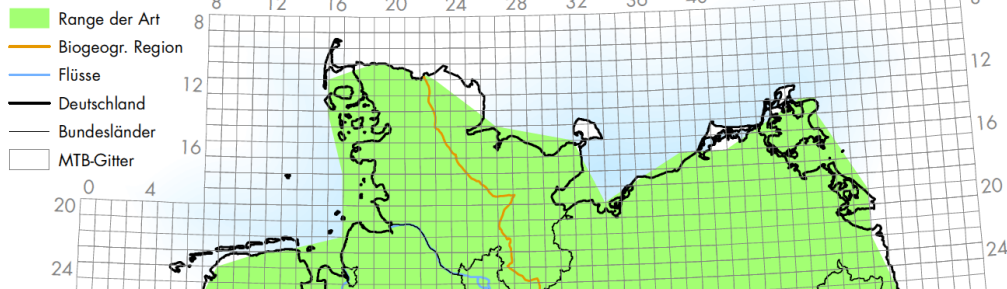 8 12 16 20 24 28 32 36
Range der Art
8
Biogeogr. Region
Flüsse
12
12
Deutschland
Bundesländer
16
16
MTB-Gitter
0 4
20
20
24
24